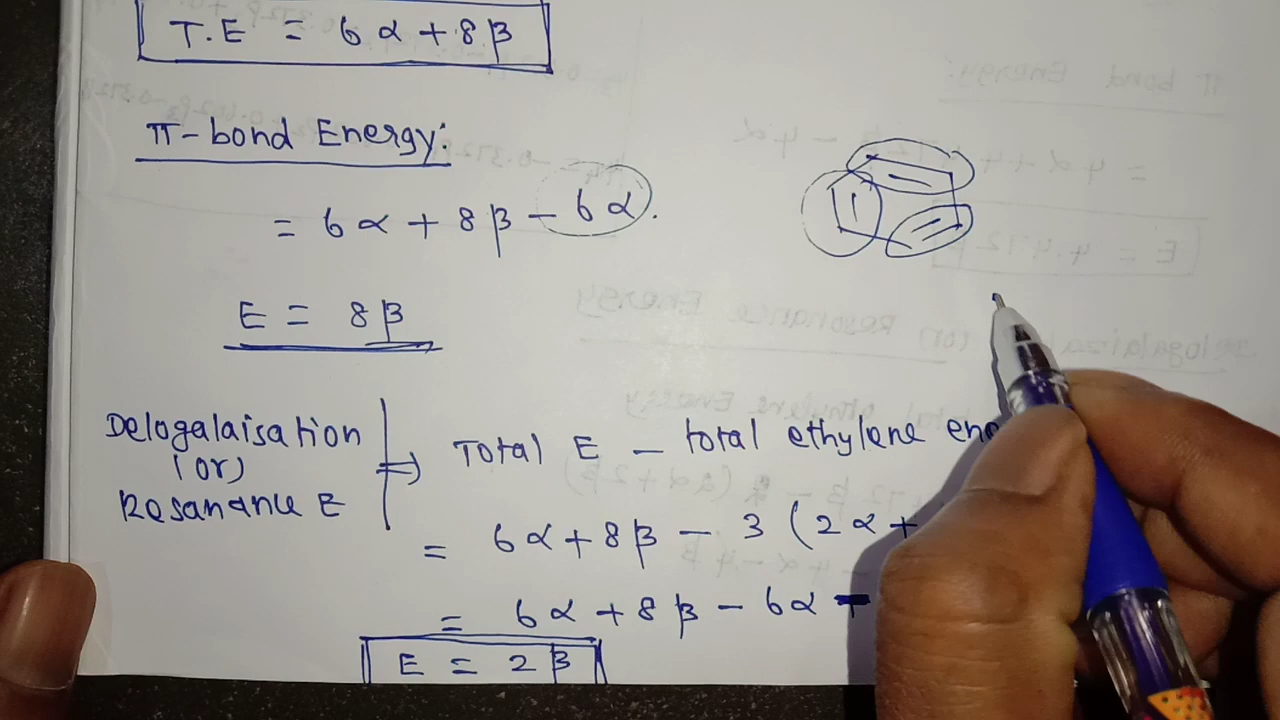 T.E = 6α + 8β
π-bond Energy:
= 6α + 8β - 6α.
E = 8β
Delogalaisation
(or)
Resanance E
⇒ Total E - total ethylene
= 6α + 8β - 3 (2α +
= 6α + 8β - 6α -
E = 2β